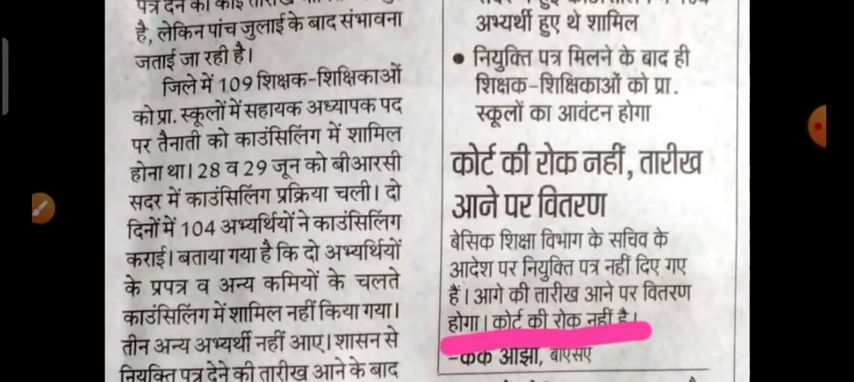 है, लेकिन पांच जुलाई के बाद संभावना
जताई जा रही है।
जिले में 109 शिक्षक-शिक्षिकाओं
को प्रा. स्कूलों में सहायक अध्यापक पद
पर तैनाती को काउंसिलिंग में शामिल
होना था। 28 व 29 जून को बीआरसी
सदर में काउंसिलिंग प्रक्रिया चली। दो
दिनों में 104 अभ्यर्थियों ने काउंसिलिंग
कराई। बताया गया है कि दो अभ्यर्थियों
के प्रपत्र व अन्य कमियों के चलते
काउंसिलिंग में शामिल नहीं किया गया।
तीन अन्य अभ्यर्थी नहीं आए। शासन से
नियुक्ति पत्र देने की तारीख आने के बाद
अभ्यर्थी हुए थे शामिल
• नियुक्ति पत्र मिलने के बाद ही
शिक्षक-शिक्षिकाओं को प्रा.
स्कूलों का आवंटन होगा
कोर्ट की रोक नहीं, तारीख
आने पर वितरण
बेसिक शिक्षा विभाग के सचिव के
आदेश पर नियुक्ति पत्र नहीं दिए गए
हैं। आगे की तारीख आने पर वितरण
होगा। कोर्ट की रोक नहीं है।
ओझा, बीएसए